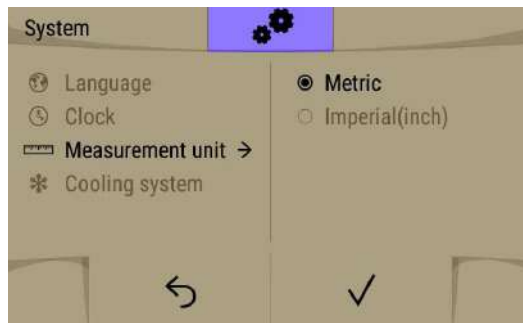 System
Language
Clock
Measurement unit
Cooling system
Metric
Imperial(inch)